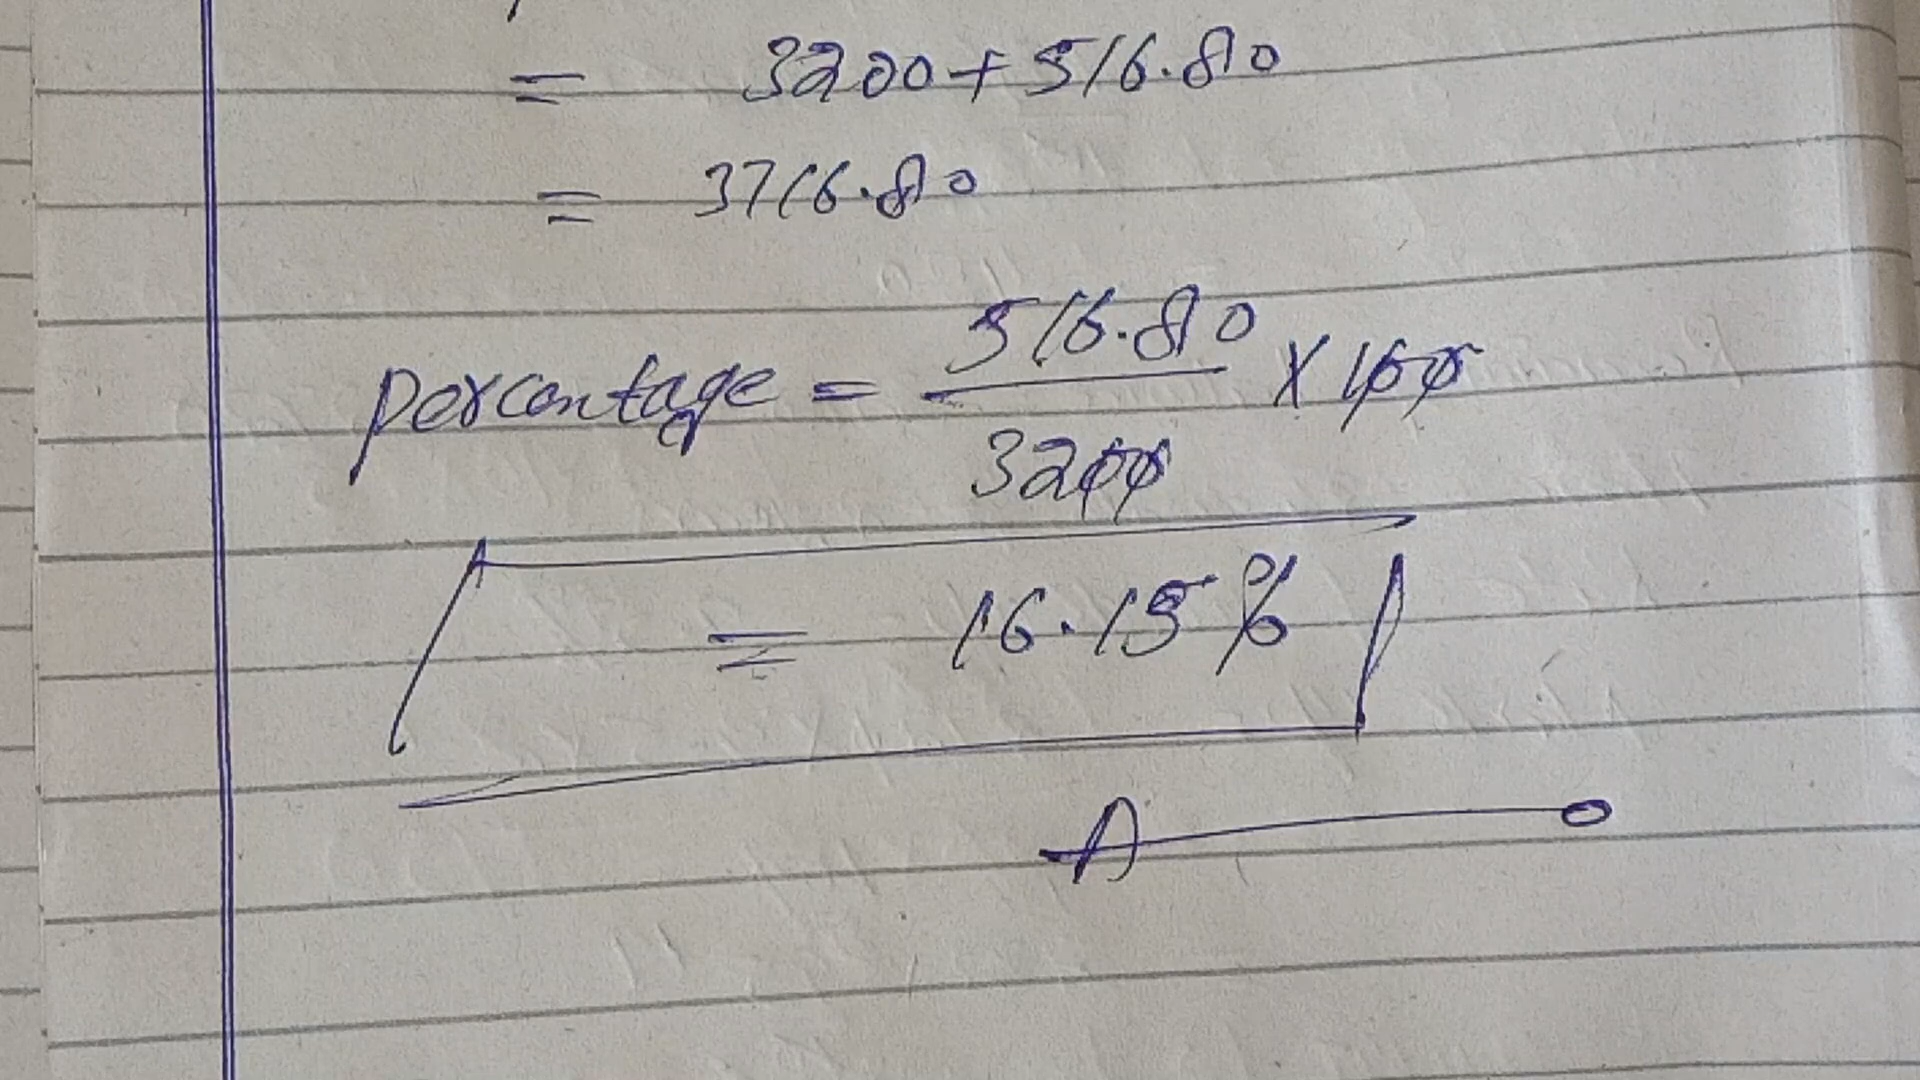 = 3200 + 516.80
= 3716.80
percentage = 516.80 / 3200 × 100
= 16.15%
A